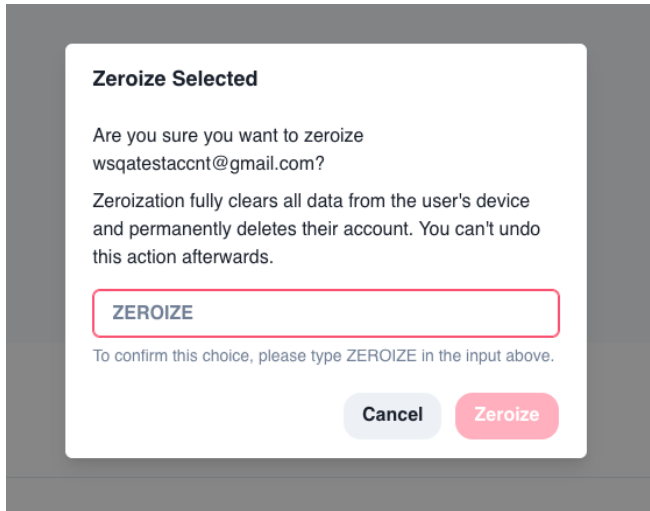 Zeroize Selected
Are you sure you want to zeroize
wsqatestaccnt@gmail.com?
Zeroization fully clears all data from the user's device
and permanently deletes their account. You can't undo
this action afterwards.
ZEROIZE
To confirm this choice, please type ZEROIZE in the input above.
Cancel Zeroize